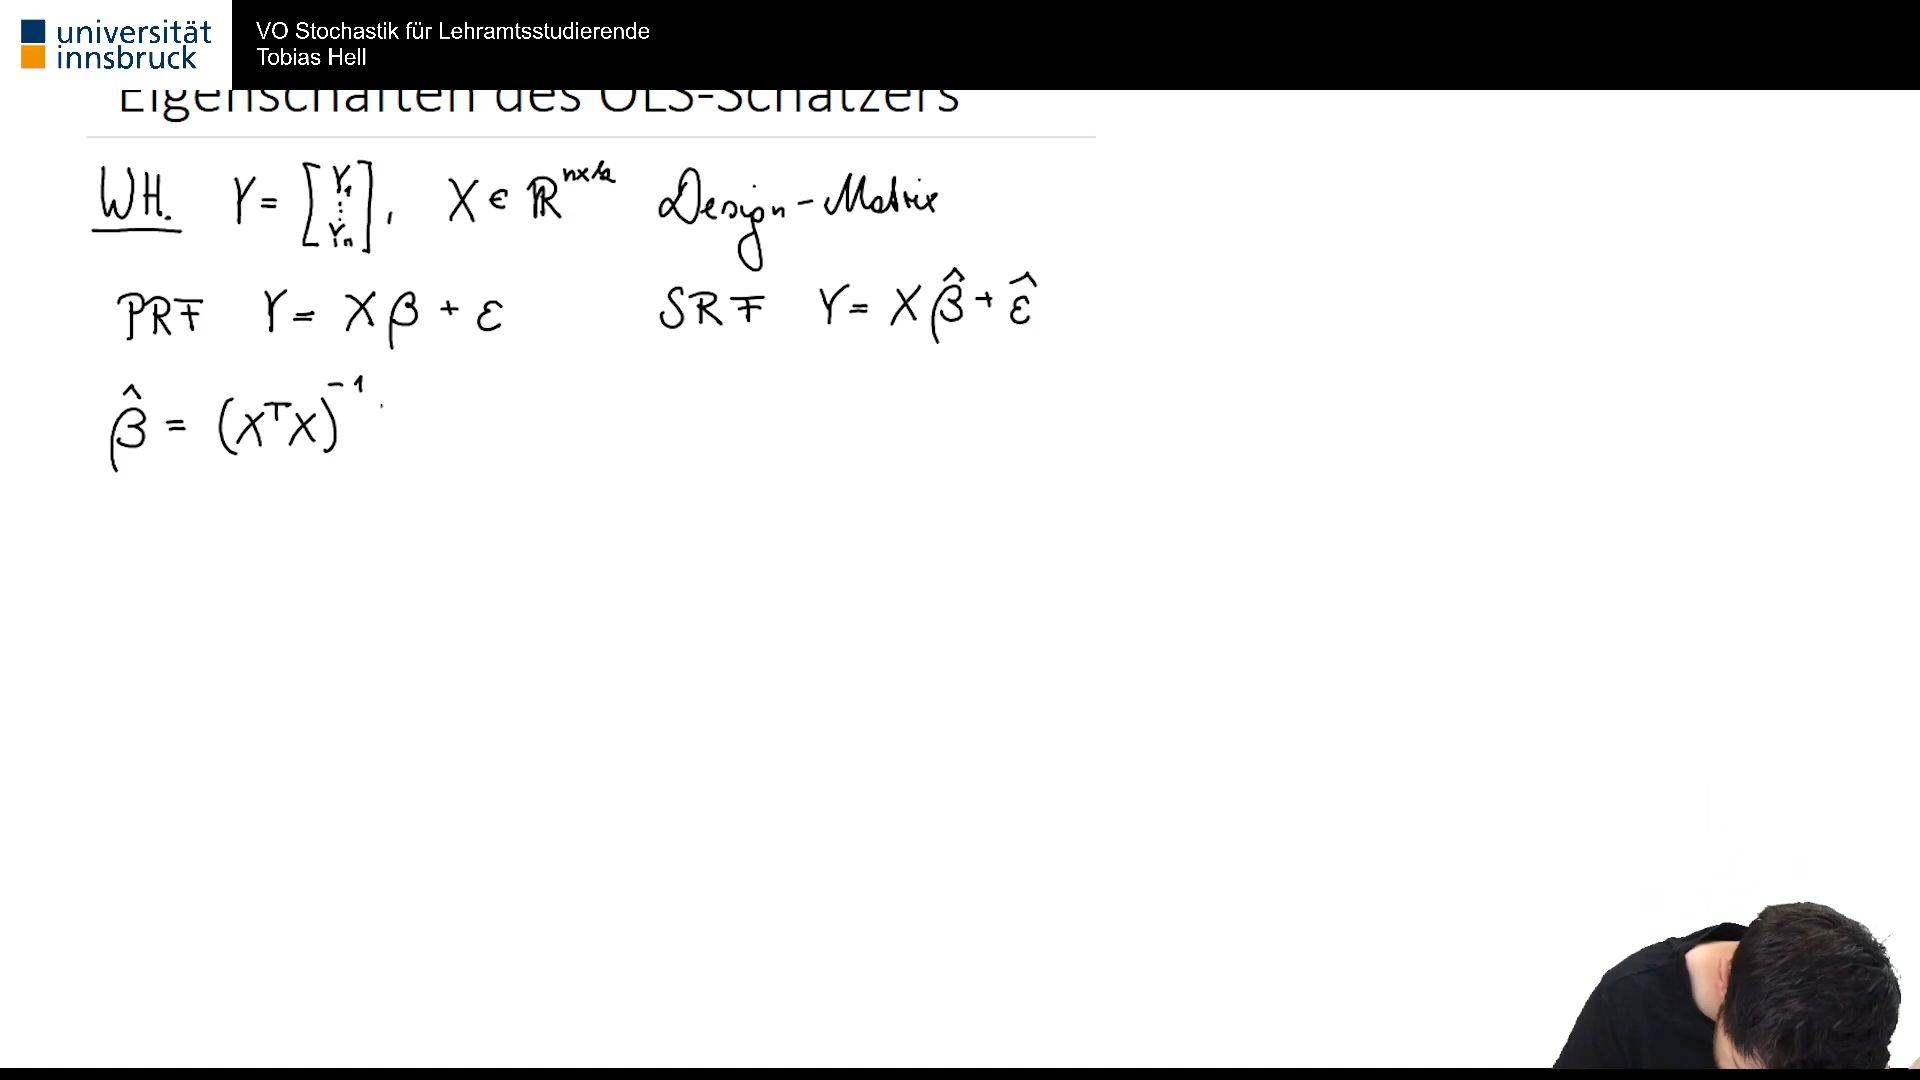 universität
innsbruck
VO Stochastik für Lehramtsstudierende
Tobias Hell
Eigenschaften des OLS-Schätzers
WH. Y = [Y₁ ⋮ Yₙ], X ∈ ℝⁿˣᵏ Design-Matrix
PRF Y = Xβ + ε SRF Y = Xβ̂ + ε̂
β̂ = (XᵀX)⁻¹